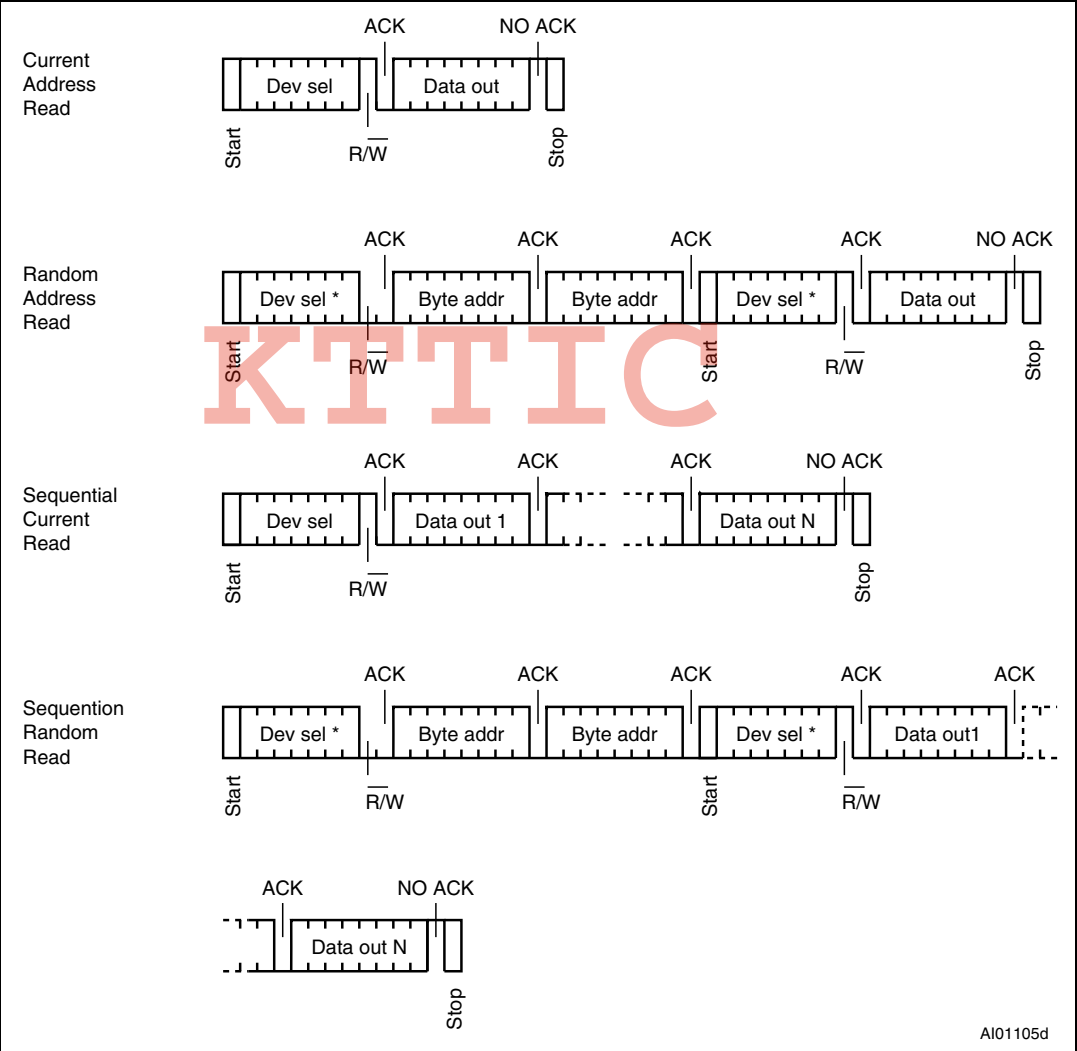 ACK NO ACK
Current
Address
Read
Dev sel Data out
Start R/W̅ Stop
ACK ACK ACK ACK NO ACK
Random
Address
Read
Dev sel * Byte addr Byte addr Dev sel * Data out
Start R/W̅ Start R/W̅ Stop
KTTIC
ACK ACK ACK NO ACK
Sequential
Current
Read
Dev sel Data out 1 Data out N
Start R/W̅ Stop
ACK ACK ACK ACK ACK
Sequention
Random
Read
Dev sel * Byte addr Byte addr Dev sel * Data out1
Start R̅/W Start R̅/W
ACK NO ACK
Data out N
Stop
AI01105d